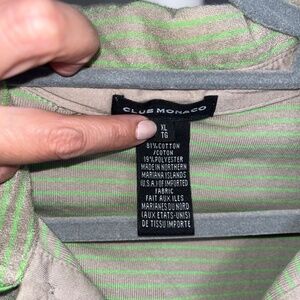 CLUB MONACO
XL
TG
81% COTTON
/COTON
19% POLYESTER
MADE IN NORTHERN
MARIANA ISLANDS
(U.S.A.) OF IMPORTED
FABRIC
FAIT AUX ILES
MARIANES DU NORD
(AUX ETATS-UNIS)
DE TISSU IMPORTE